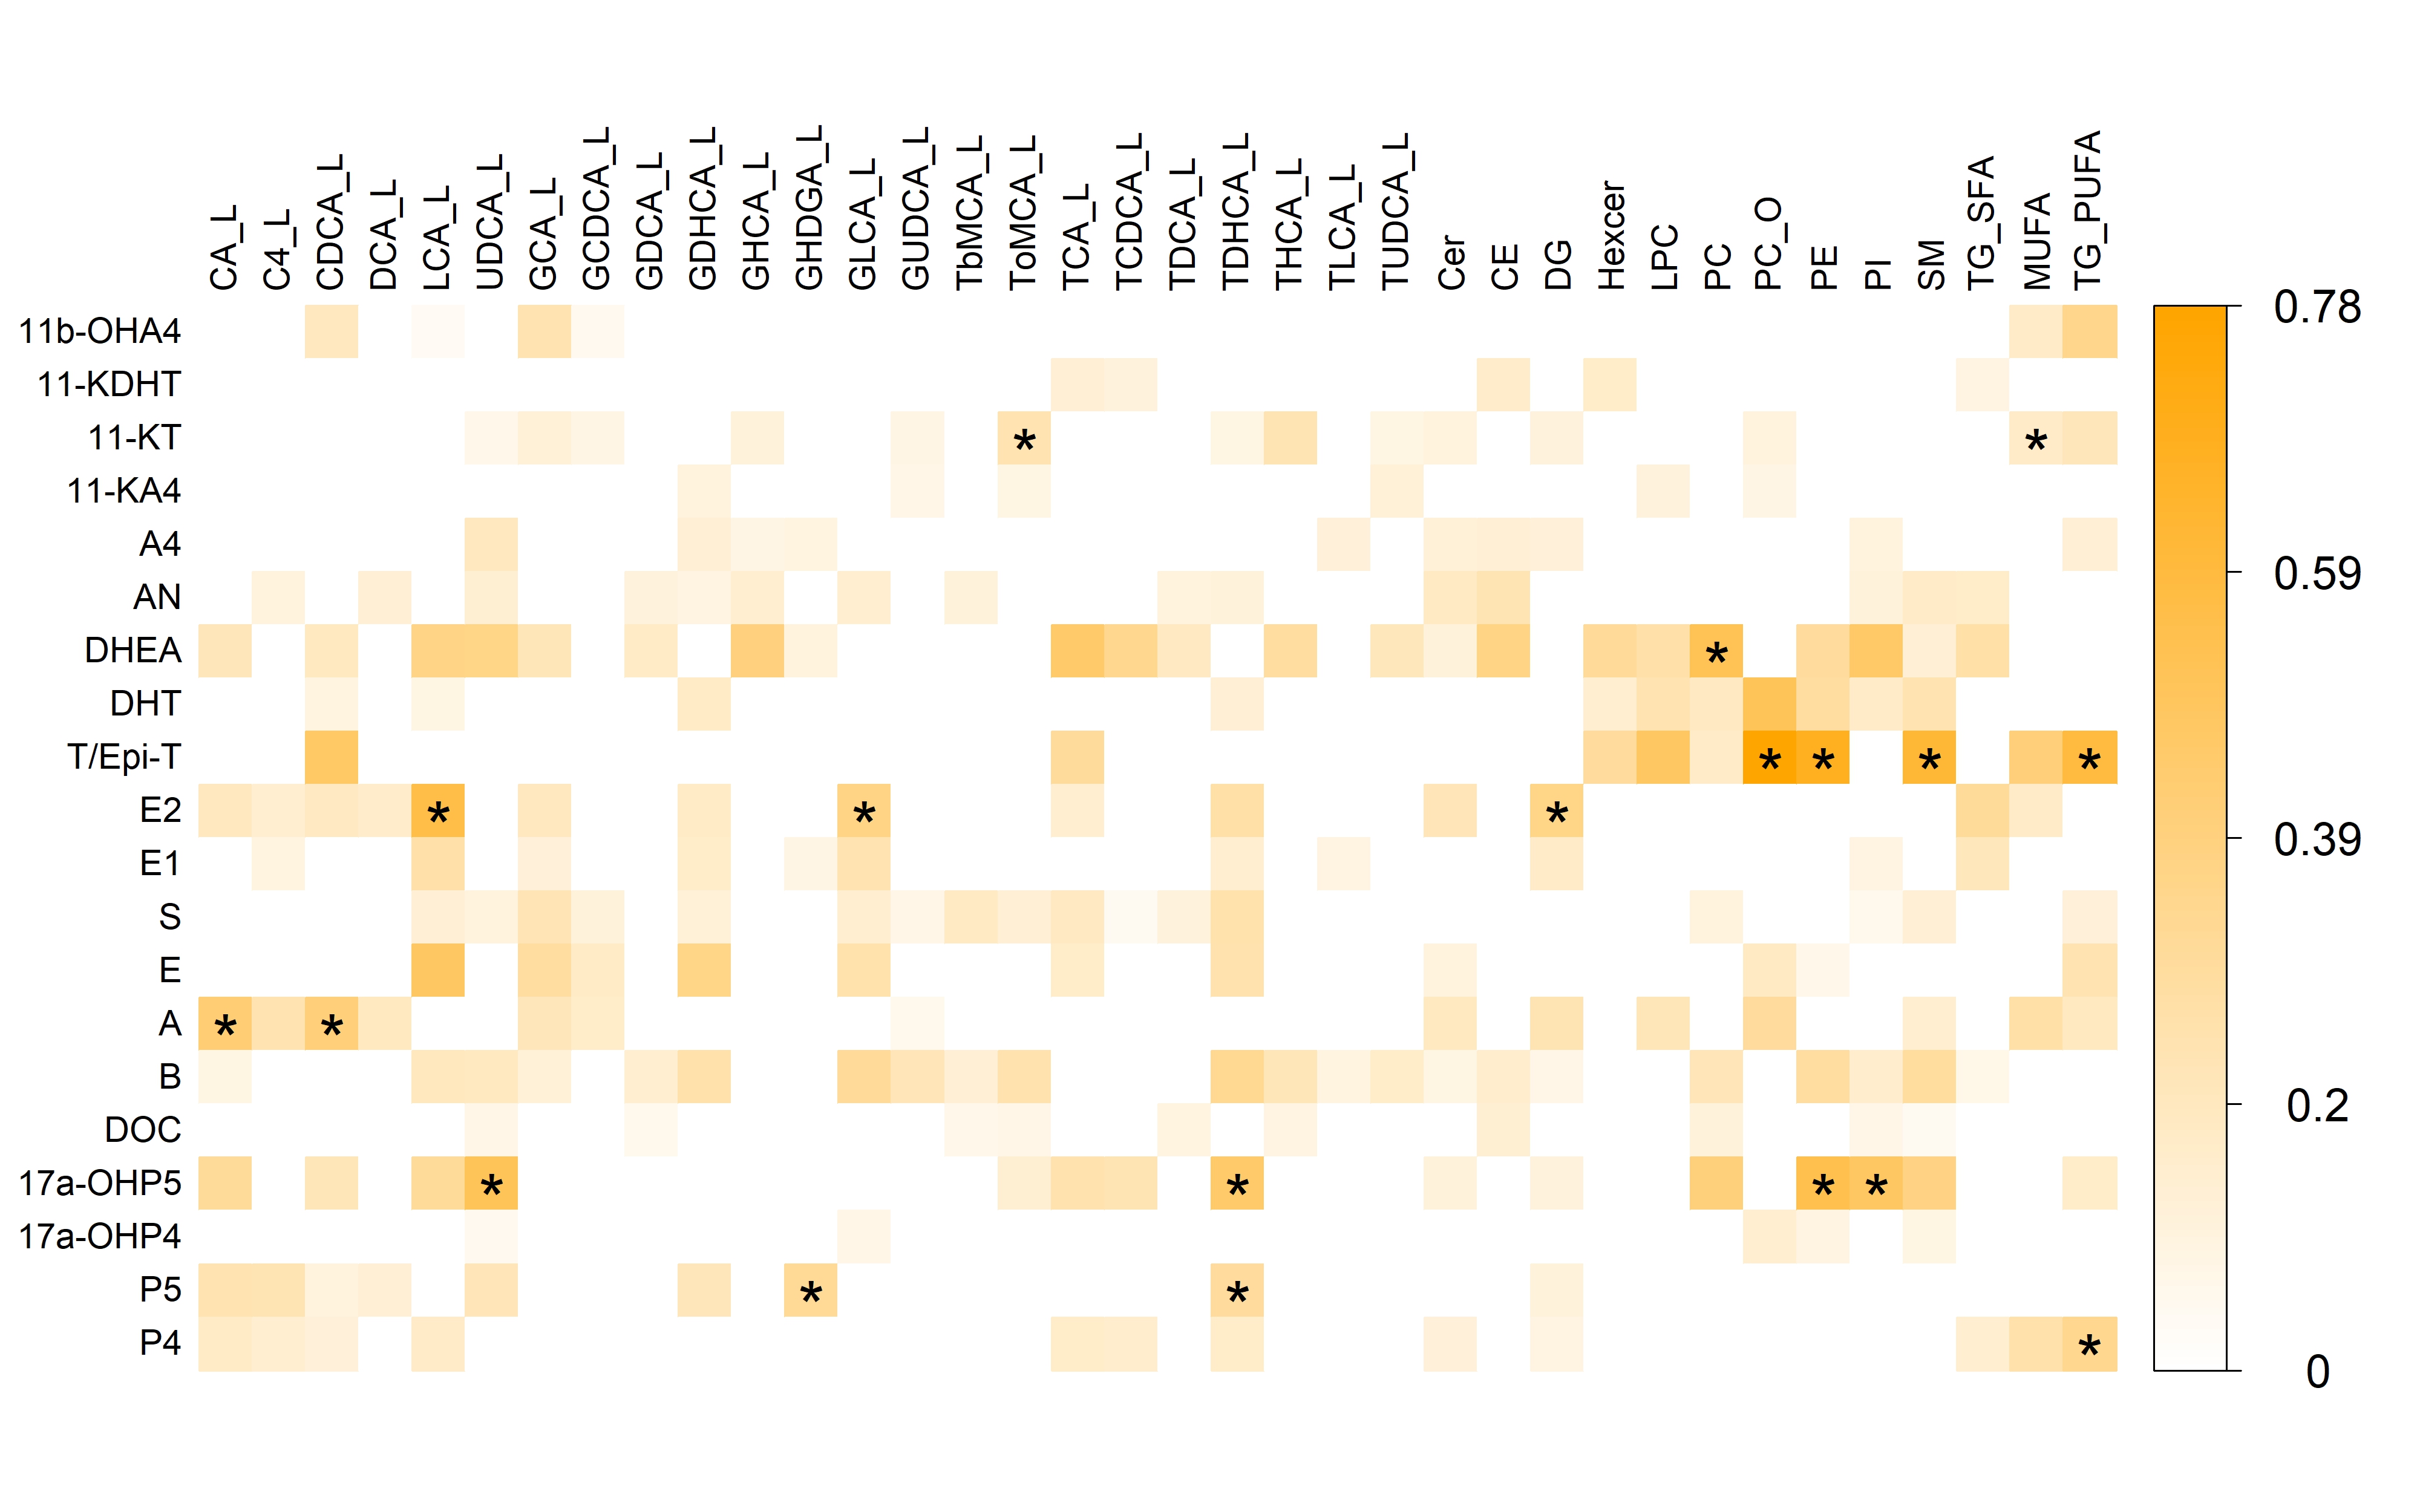 CA_L C4_L CDCA_L DCA_L LCA_L UDCA_L GCA_L GCDCA_L GDCA_L GDHCA_L GHCA_L GHDGA_L GLCA_L GUDCA_L TbMCA_L ToMCA_L TCA_L TCDCA_L TDCA_L TDHCA_L THCA_L TLCA_L TUDCA_L Cer CE DG Hexcer LPC PC PC_O PE PI SM TG_SFA MUFA TG_PUFA
11b-OHA4
11-KDHT
11-KT * *
11-KA4
A4
AN
DHEA *
DHT
T/Epi-T * * * *
E2 * * *
E1
S
E
A * *
B
DOC
17a-OHP5 * * * *
17a-OHP4
P5 * *
P4 *
0.78
0.59
0.39
0.2
0